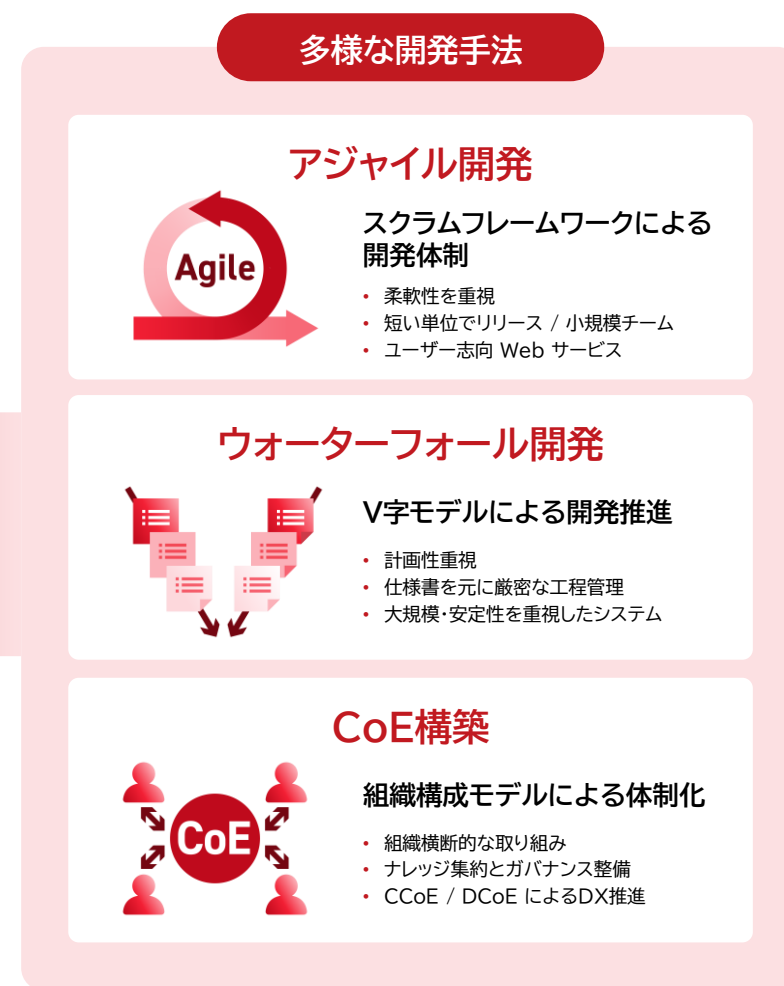 多様な開発手法
アジャイル開発
Agile
スクラムフレームワークによる
開発体制
• 柔軟性を重視
• 短い単位でリリース / 小規模チーム
• ユーザー志向 Web サービス
ウォーターフォール開発
V字モデルによる開発推進
• 計画性重視
• 仕様書を元に厳密な工程管理
• 大規模・安定性を重視したシステム
CoE構築
CoE
組織構成モデルによる体制化
• 組織横断的な取り組み
• ナレッジ集約とガバナンス整備
• CCoE / DCoE によるDX推進